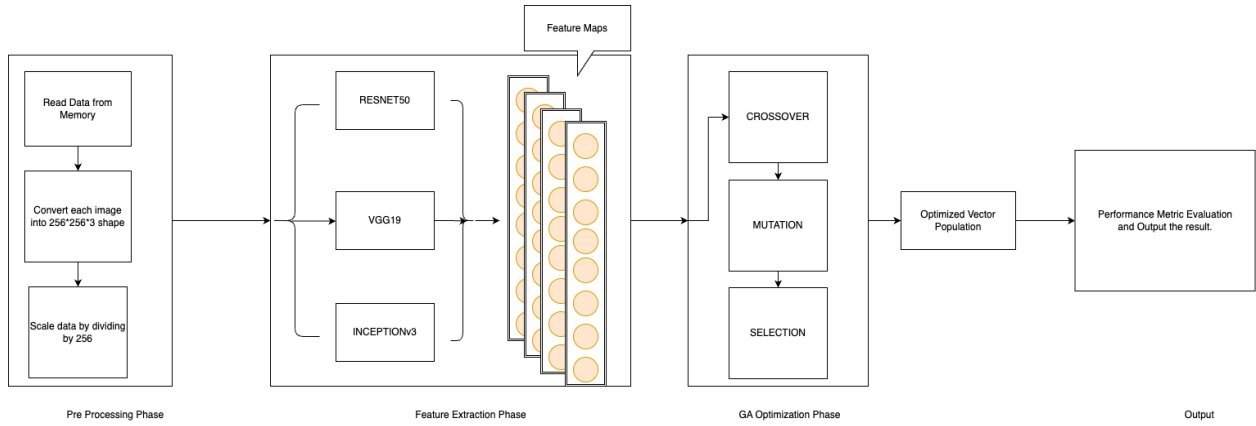 Feature Maps
Read Data from
Memory
Convert each image
into 256*256*3 shape
Scale data by dividing
by 256
RESNET50
VGG19
INCEPTIONv3
CROSSOVER
MUTATION
SELECTION
Optimized Vector
Population
Performance Metric Evaluation
and Output the result.
Pre Processing Phase
Feature Extraction Phase
GA Optimization Phase
Output